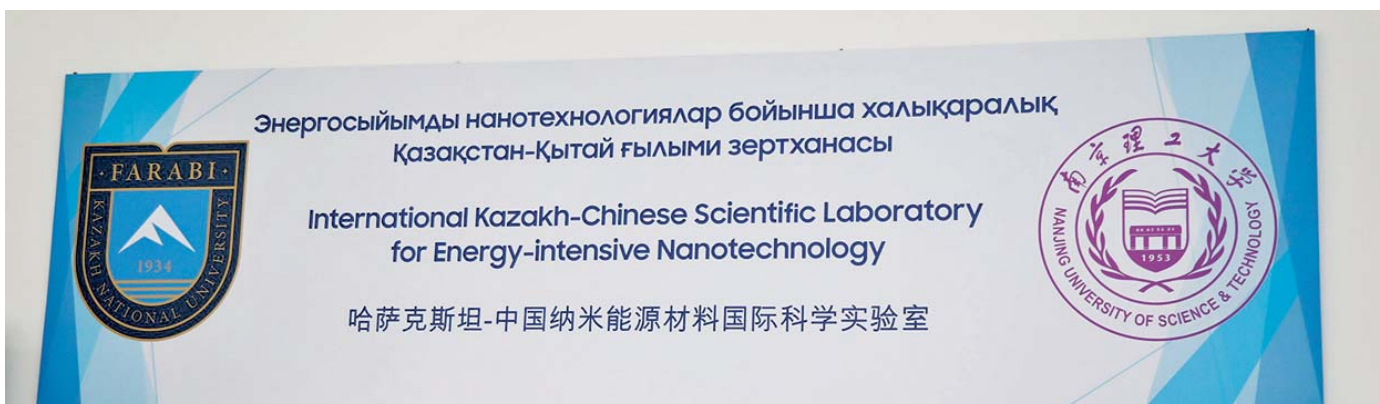 Энергосыйымды нанотехнологиялар бойынша халықаралық
Қазақстан-Қытай ғылыми зертханасы
International Kazakh-Chinese Scientific Laboratory
for Energy-intensive Nanotechnology
哈萨克斯坦-中国纳米能源材料国际科学实验室
·FARABI·
KAZAKH NATIONAL UNIVERSITY
1934
南京理工大学
NANJING UNIVERSITY OF SCIENCE & TECHNOLOGY
1953